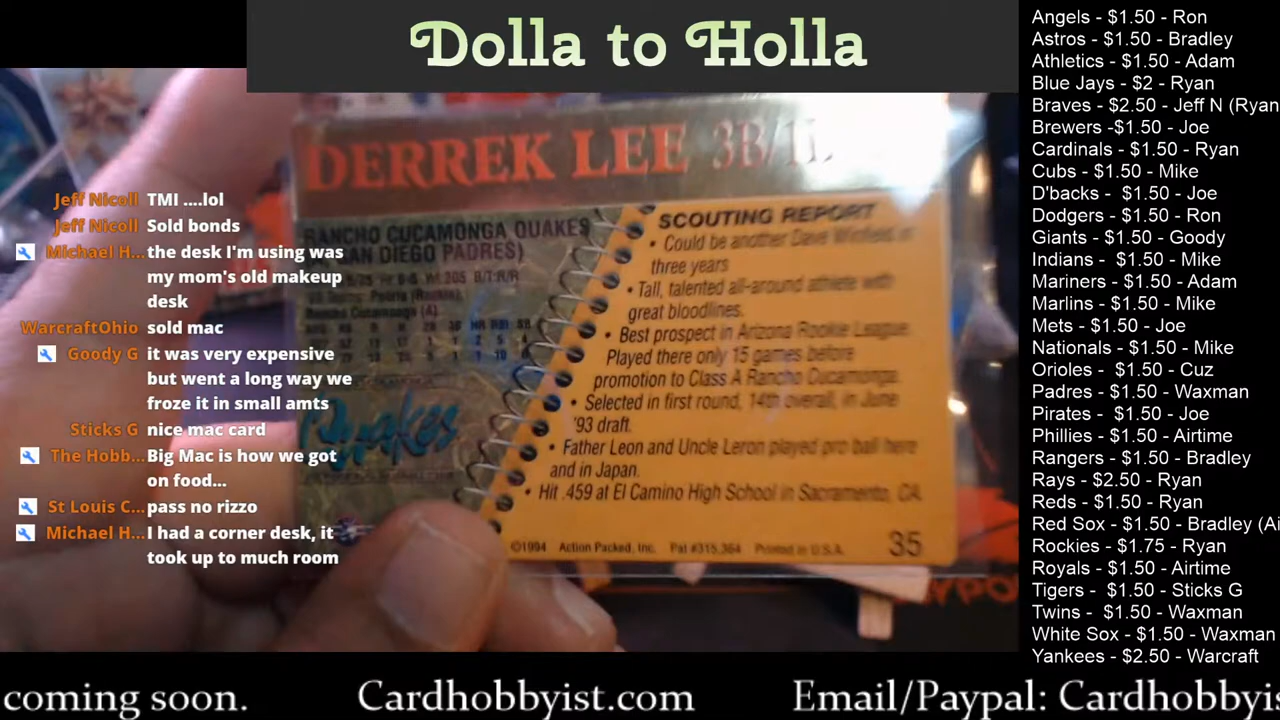 Dolla to Holla
Jeff Nicoll TMI ....lol
Jeff Nicoll Sold bonds
Michael H... the desk I'm using was
my mom's old makeup
desk
WarcraftOhio sold mac
Goody G it was very expensive
but went a long way we
froze it in small amts
Sticks G nice mac card
The Hobb... Big Mac is how we got
on food...
St Louis C... pass no rizzo
Michael H... I had a corner desk, it
took up to much room
DERREK LEE 3B/1
RANCHO CUCAMONGA QUAKES
SAN DIEGO PADRES)
Quakes
SCOUTING REPORT
• Could be another Dave Winfield in
three years
• Tall, talented all-around athlete with
great bloodlines.
• Best prospect in Arizona Rookie League.
Played there only 15 games before
promotion to Class A Rancho Cucamonga.
• Selected in first round, 14th overall, in June
'93 draft.
• Father Leon and Uncle Leron played pro ball here
and in Japan.
• Hit .459 at El Camino High School in Sacramento, CA.
©1994 Action Packed, Inc. Pat #315,364 Printed in U.S.A. 35
Angels - $1.50 - Ron
Astros - $1.50 - Bradley
Athletics - $1.50 - Adam
Blue Jays - $2 - Ryan
Braves - $2.50 - Jeff N (Ryan
Brewers -$1.50 - Joe
Cardinals - $1.50 - Ryan
Cubs - $1.50 - Mike
D'backs - $1.50 - Joe
Dodgers - $1.50 - Ron
Giants - $1.50 - Goody
Indians - $1.50 - Mike
Mariners - $1.50 - Adam
Marlins - $1.50 - Mike
Mets - $1.50 - Joe
Nationals - $1.50 - Mike
Orioles - $1.50 - Cuz
Padres - $1.50 - Waxman
Pirates - $1.50 - Joe
Phillies - $1.50 - Airtime
Rangers - $1.50 - Bradley
Rays - $2.50 - Ryan
Reds - $1.50 - Ryan
Red Sox - $1.50 - Bradley (Ai
Rockies - $1.75 - Ryan
Royals - $1.50 - Airtime
Tigers - $1.50 - Sticks G
Twins - $1.50 - Waxman
White Sox - $1.50 - Waxman
Yankees - $2.50 - Warcraft
coming soon. Cardhobbyist.com Email/Paypal: Cardhobbyis